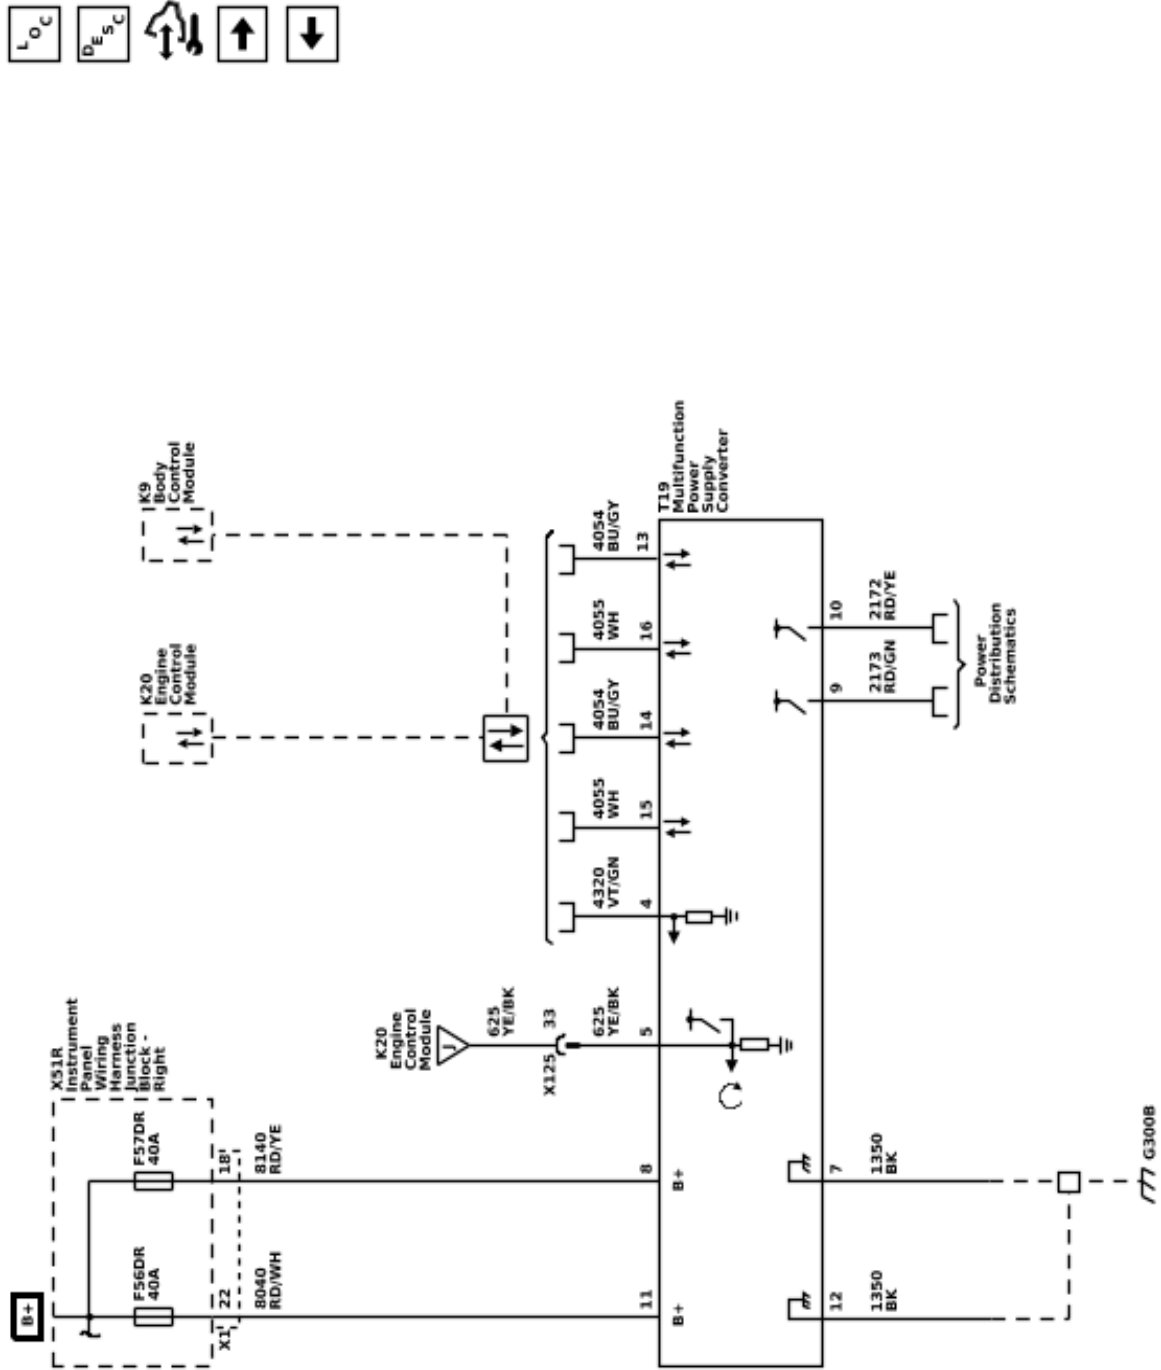 LOC
DESC
B+
X51R
Instrument
Panel
Wiring
Harness
Junction
Block -
Right
F56DR
40A
F57DR
40A
X1
22
18
8040
RD/WH
8140
RD/YE
K20
Engine
Control
Module
J
625
YE/BK
X125
33
625
YE/BK
K20
Engine
Control
Module
K9
Body
Control
Module
4320
VT/GN
4055
WH
4054
BU/GY
4055
WH
4054
BU/GY
11
8
5
4
15
14
16
13
T19
Multifunction
Power
Supply
Converter
B+
B+
12
7
9
10
1350
BK
1350
BK
2173
RD/GN
2172
RD/YE
Power
Distribution
Schematics
G300B